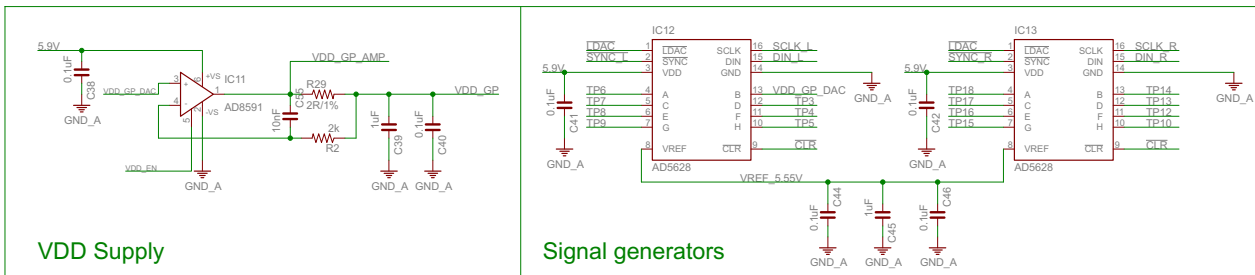 5.9V
0.1uF
C38
GND_A
VDD_GP_DAC
3
4
+
-
6
+VS
IC11
1
AD8591
-VS
5
2
VDD_EN
GND_A
VDD_GP_AMP
R29
2R/1%
C55
10nF
2k
R2
VDD_GP
1uF
C39
GND_A
0.1uF
C40
GND_A
VDD Supply
IC12
LDAC
SYNC_L
5.9V
0.1uF
C41
GND_A
TP6
TP7
TP8
TP9
1 LDAC SCLK 16 SCLK_L
2 SYNC DIN 15 DIN_L
3 VDD GND 14
GND_A
4 A B 13 VDD_GP_DAC
5 C D 12 TP3
6 E F 11 TP4
7 G H 10 TP5
8 VREF CLR 9 CLR
AD5628
VREF_5.55V
0.1uF
C44
GND_A
1uF
C45
GND_A
0.1uF
C46
GND_A
IC13
LDAC
SYNC_R
5.9V
0.1uF
C42
GND_A
TP18
TP17
TP16
TP15
1 LDAC SCLK 16 SCLK_R
2 SYNC DIN 15 DIN_R
3 VDD GND 14
GND_A
4 A B 13 TP14
5 C D 12 TP13
6 E F 11 TP12
7 G H 10 TP10
8 VREF CLR 9 CLR
AD5628
Signal generators